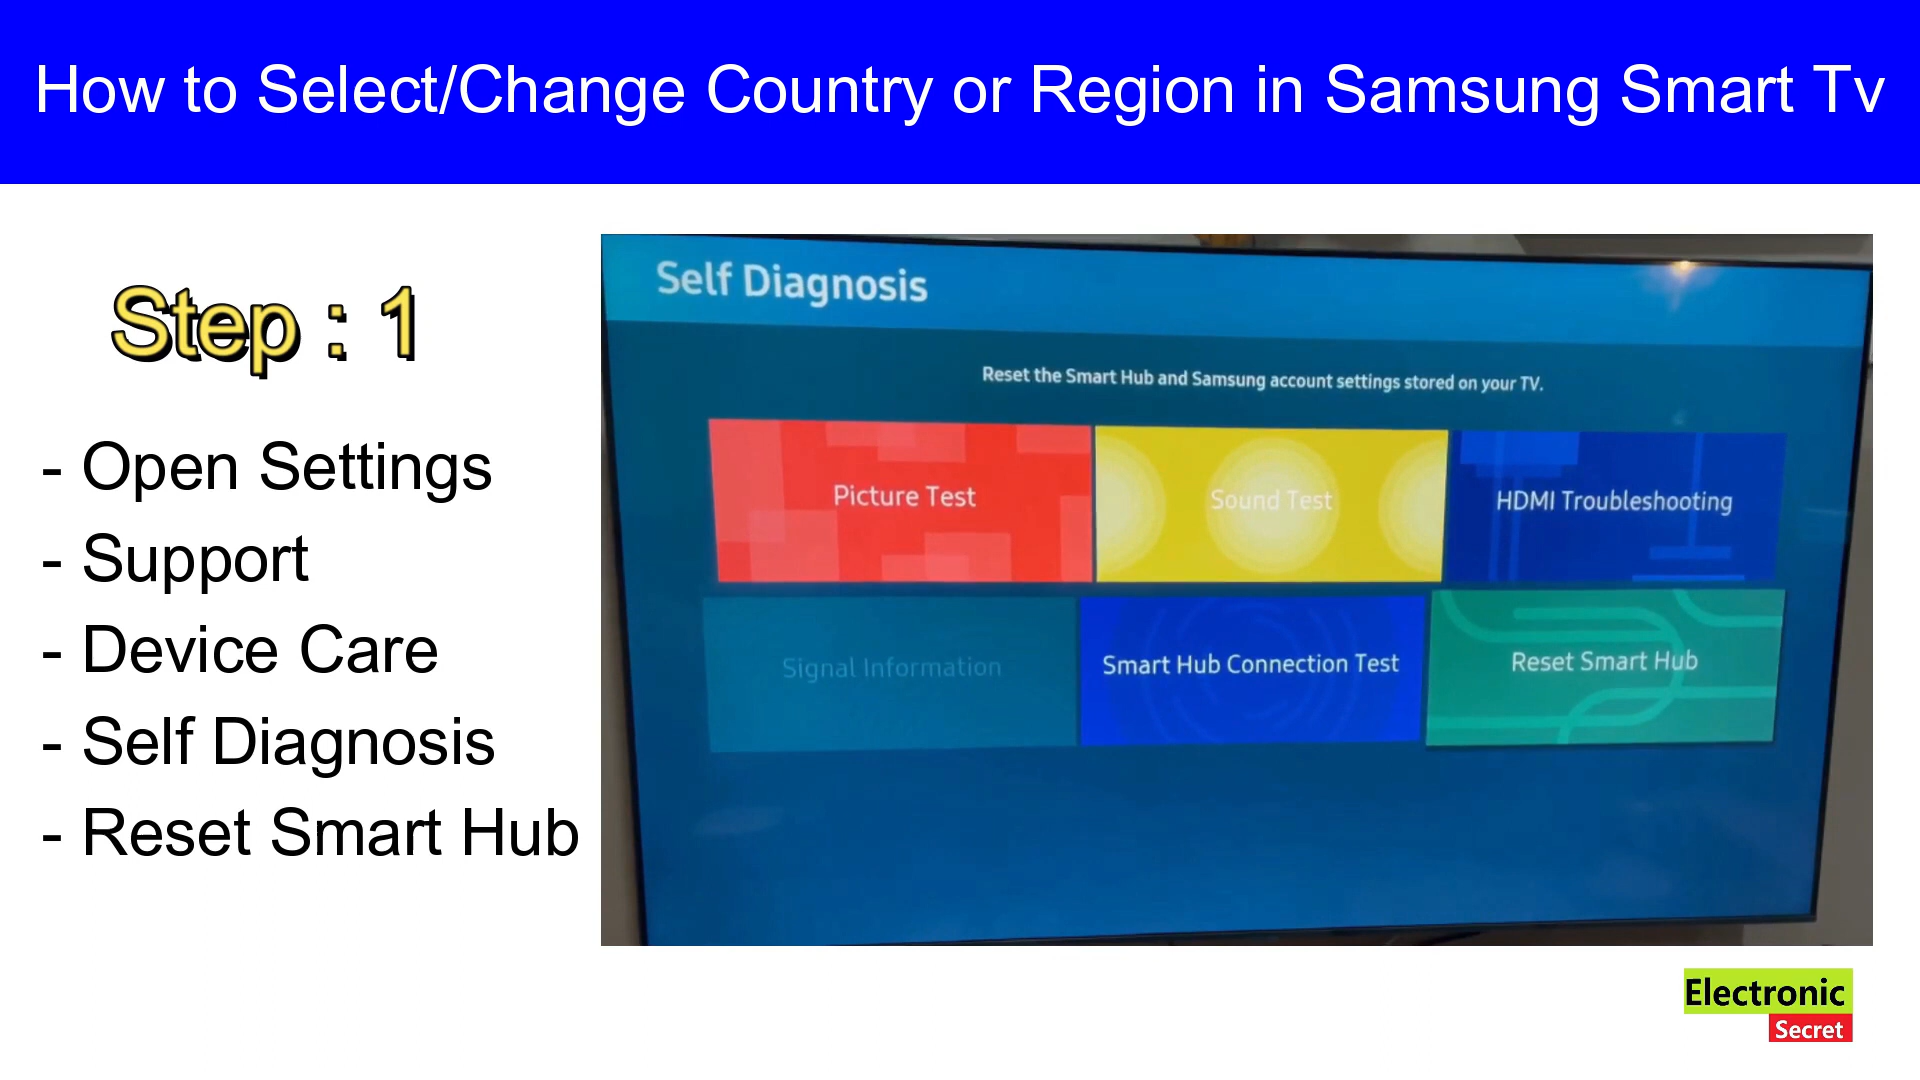 How to Select/Change Country or Region in Samsung Smart Tv
Step : 1
- Open Settings
- Support
- Device Care
- Self Diagnosis
- Reset Smart Hub
Self Diagnosis
Reset the Smart Hub and Samsung account settings stored on your TV.
Picture Test
Sound Test
HDMI Troubleshooting
Signal Information
Smart Hub Connection Test
Reset Smart Hub
Electronic
Secret